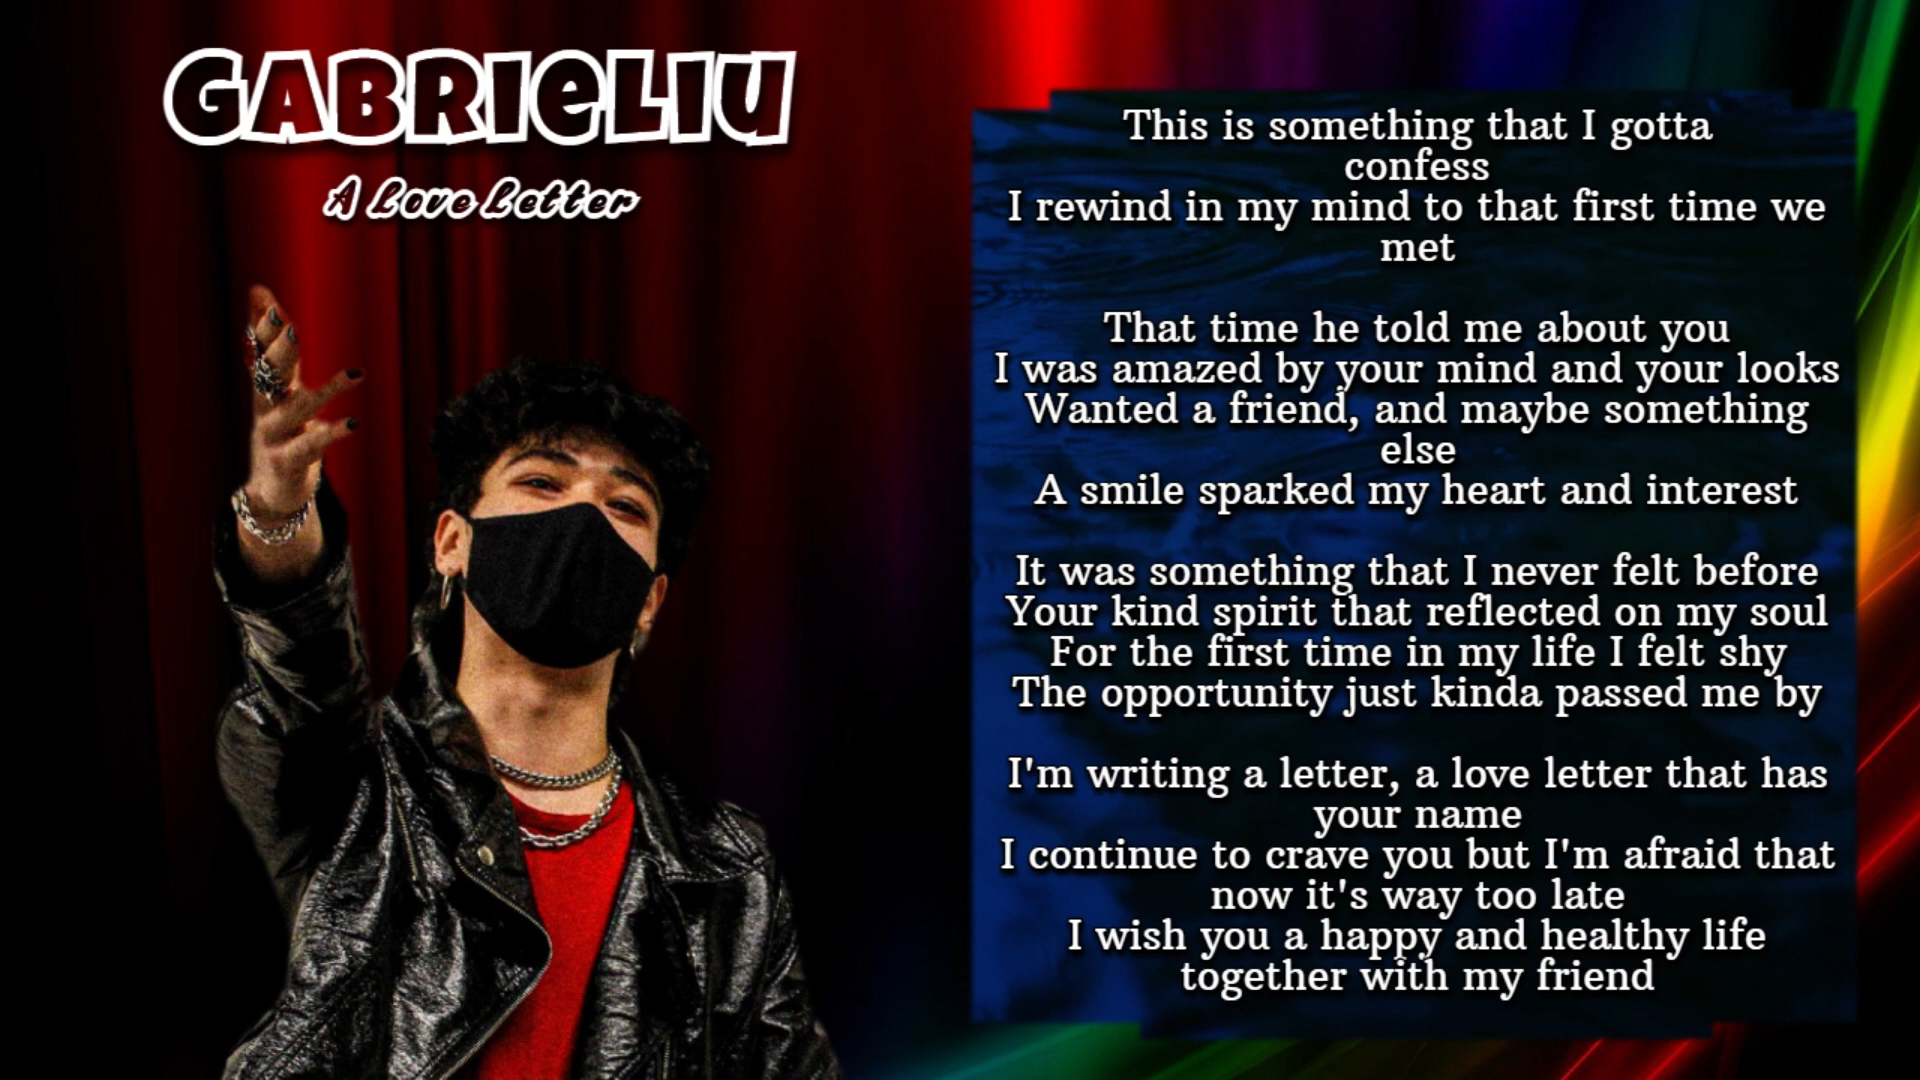 GABRIELIU
A Love Letter
This is something that I gotta
confess
I rewind in my mind to that first time we
met
That time he told me about you
I was amazed by your mind and your looks
Wanted a friend, and maybe something
else
A smile sparked my heart and interest
It was something that I never felt before
Your kind spirit that reflected on my soul
For the first time in my life I felt shy
The opportunity just kinda passed me by
I'm writing a letter, a love letter that has
your name
I continue to crave you but I'm afraid that
now it's way too late
I wish you a happy and healthy life
together with my friend